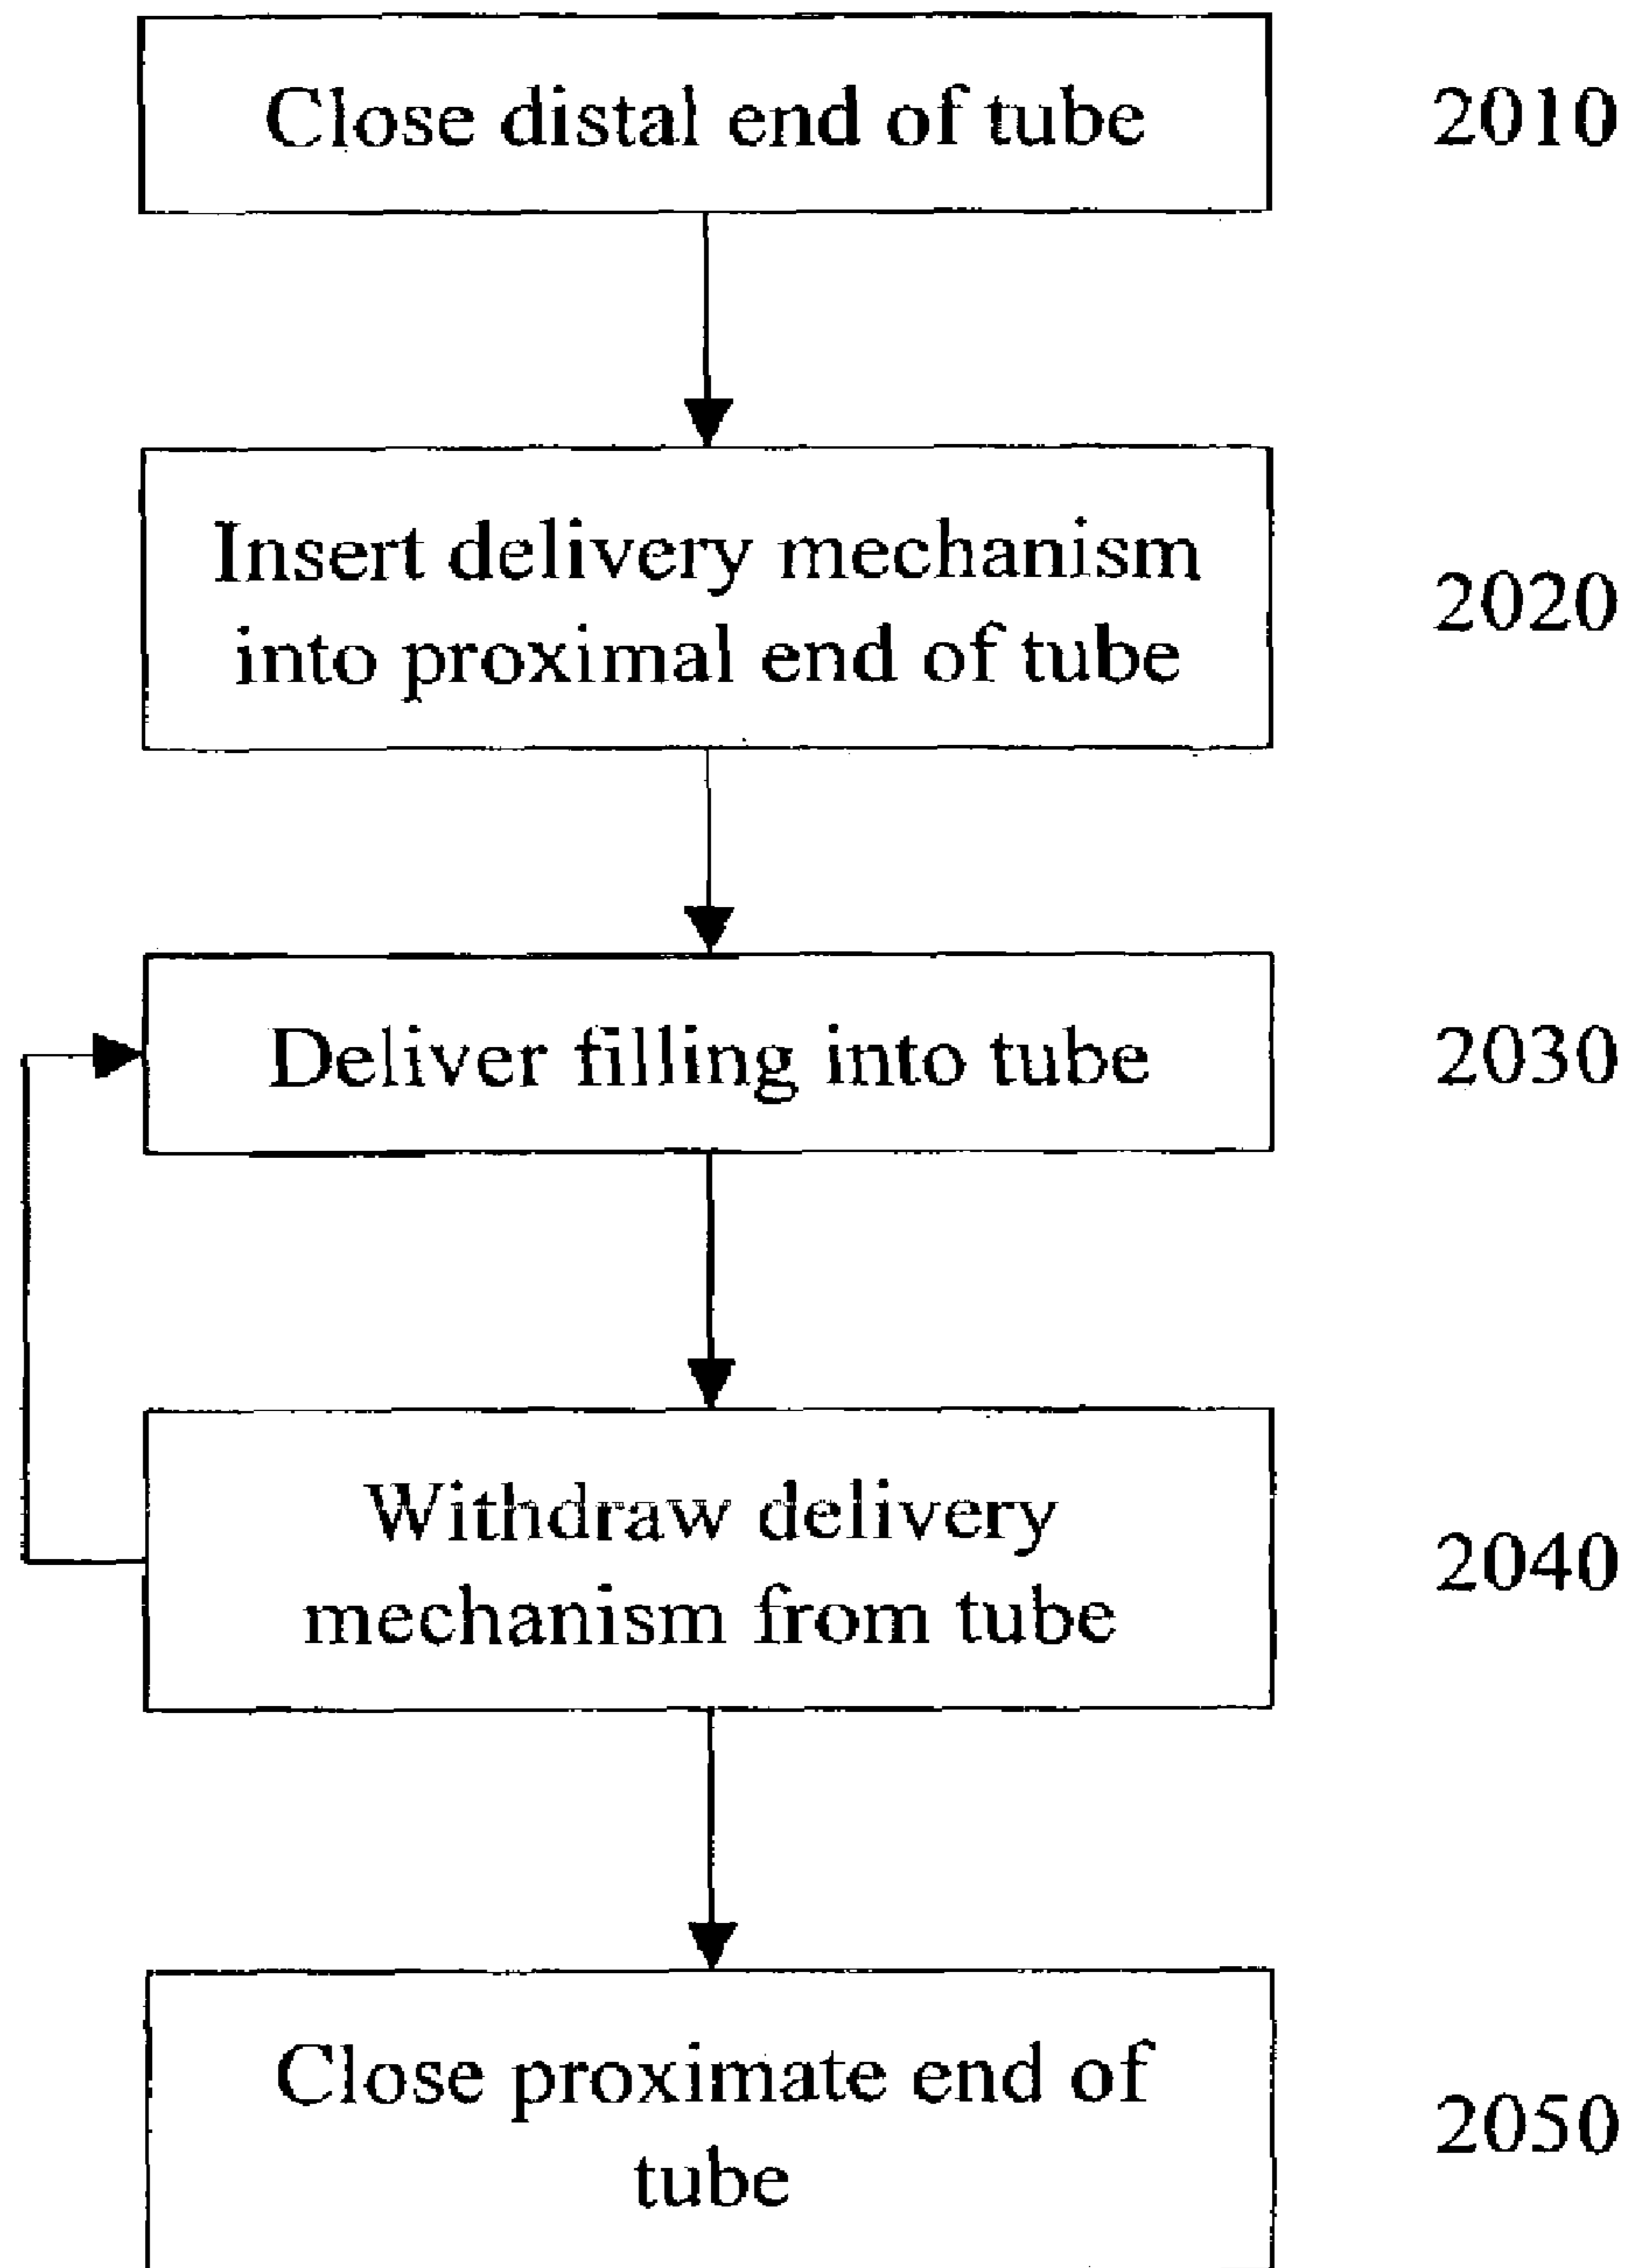 Close distal end of tube
2010
Insert delivery mechanism
into proximal end of tube
2020
Deliver filling into tube
2030
Withdraw delivery
mechanism from tube
2040
Close proximate end of
tube
2050